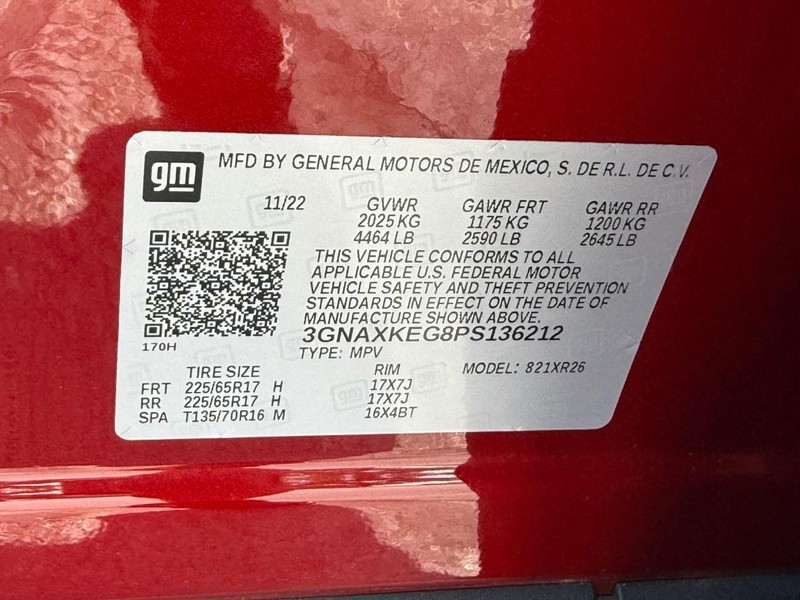 gm MFD BY GENERAL MOTORS DE MEXICO, S. DE R.L. DE C.V.
11/22 GVWR GAWR FRT GAWR RR
2025 KG 1175 KG 1200 KG
4464 LB 2590 LB 2645 LB
THIS VEHICLE CONFORMS TO ALL
APPLICABLE U.S. FEDERAL MOTOR
VEHICLE SAFETY AND THEFT PREVENTION
STANDARDS IN EFFECT ON THE DATE OF
MANUFACTURE SHOWN ABOVE.
3GNAXKEG8PS136212
170H
TYPE: MPV
TIRE SIZE RIM MODEL: 821XR26
FRT 225/65R17 H 17X7J
RR 225/65R17 H 17X7J
SPA T135/70R16 M 16X4BT